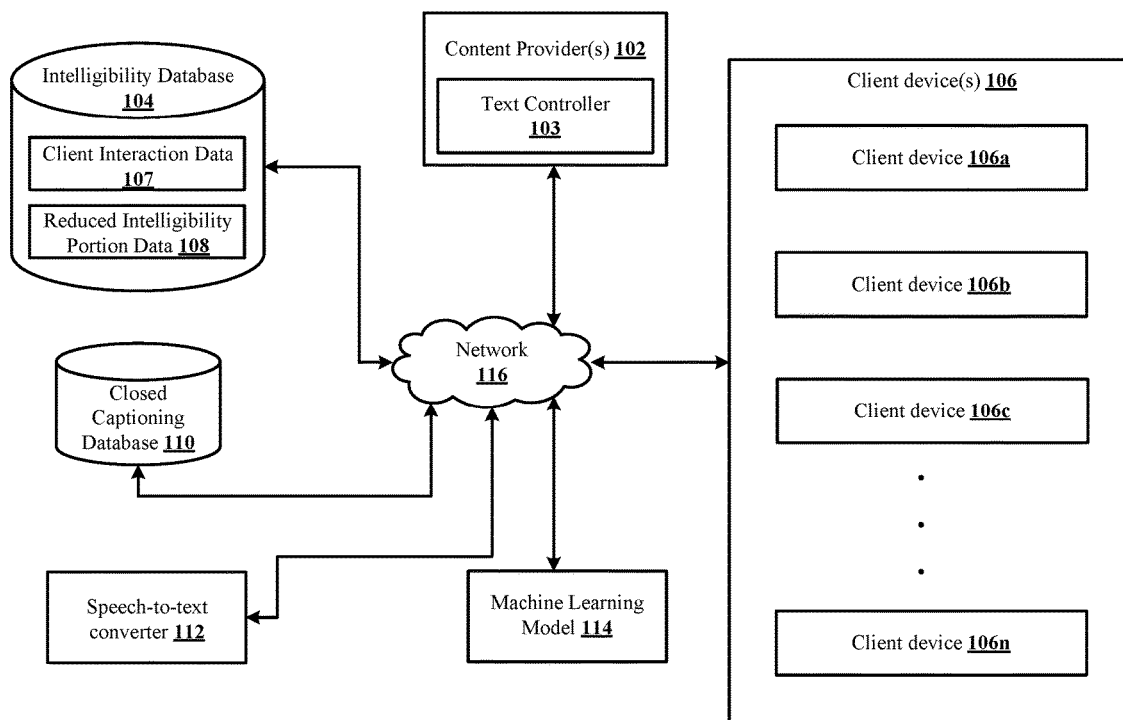 Content Provider(s) 102
Text Controller
103
Intelligibility Database
104
Client Interaction Data
107
Reduced Intelligibility
Portion Data 108
Client device(s) 106
Client device 106a
Client device 106b
Client device 106c
Client device 106n
Network
116
Closed
Captioning
Database 110
Speech-to-text
converter 112
Machine Learning
Model 114